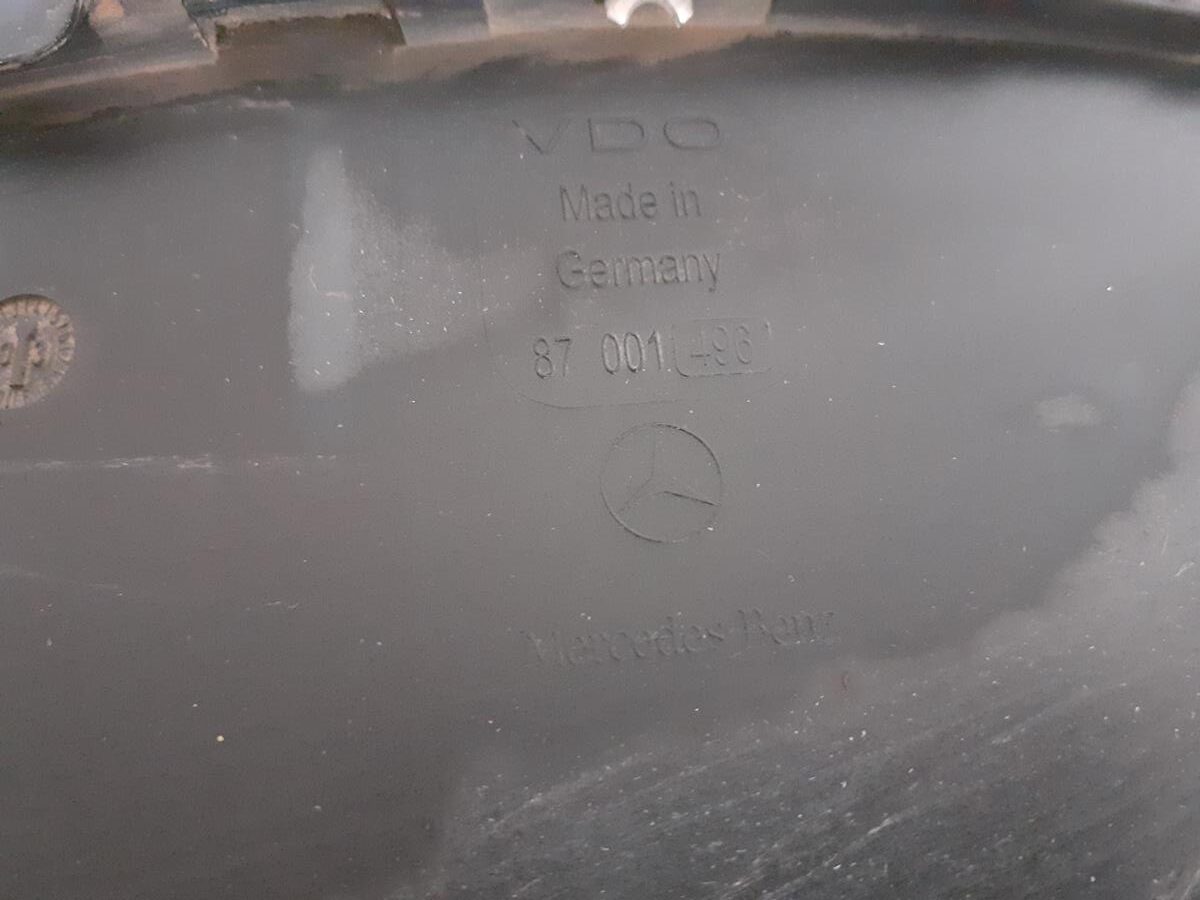 VDO
Made in
Germany
87 001 496
Mercedes-Benz